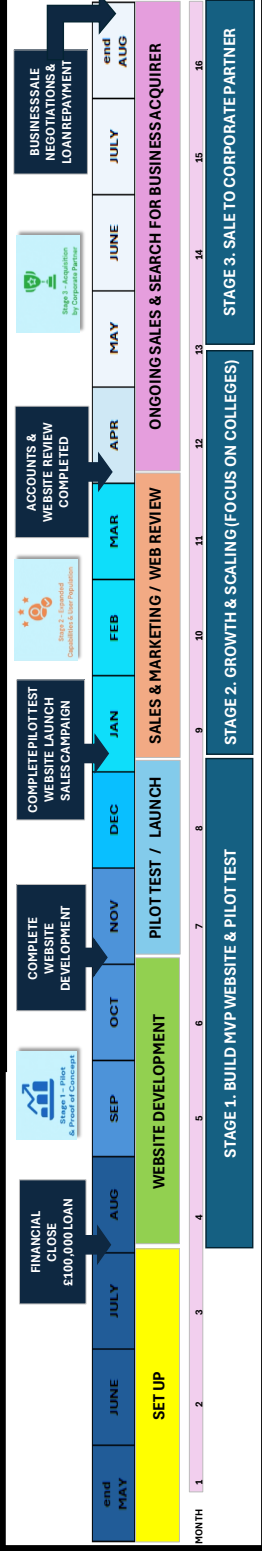 FINANCIAL
CLOSE
£100,000 LOAN
Stage 1 - Pilot
& Proof of Concept
COMPLETE
WEBSITE
DEVELOPMENT
COMPLETE PILOT TEST
WEBSITE LAUNCH
SALES CAMPAIGN
Stage 2 - Expanded
Capabilities & User Population
ACCOUNTS &
WEBSITE REVIEW
COMPLETED
Stage 3 - Acquisition
by Corporate Partner
BUSINESS SALE
NEGOTIATIONS &
LOAN REPAYMENT
end
MAY
JUNE
JULY
AUG
SEP
OCT
NOV
DEC
JAN
FEB
MAR
APR
MAY
JUNE
JULY
end
AUG
SET UP
WEBSITE DEVELOPMENT
PILOT TEST / LAUNCH
SALES & MARKETING / WEB REVIEW
ONGOING SALES & SEARCH FOR BUSINESS ACQUIRER
MONTH 1 2 3 4 5 6 7 8 9 10 11 12 13 14 15 16
STAGE 1. BUILD MVP WEBSITE & PILOT TEST
STAGE 2. GROWTH & SCALING (FOCUS ON COLLEGES)
STAGE 3. SALE TO CORPORATE PARTNER